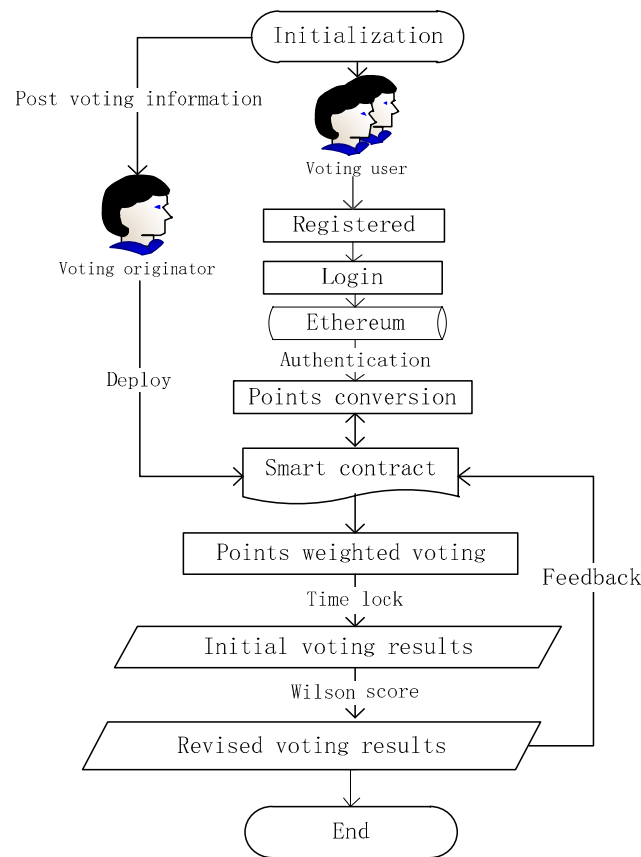 Initialization
Post voting information
Voting user
Registered
Voting originator
Login
Ethereum
Authentication
Deploy
Points conversion
Smart contract
Points weighted voting
Feedback
Time lock
Initial voting results
Wilson score
Revised voting results
End